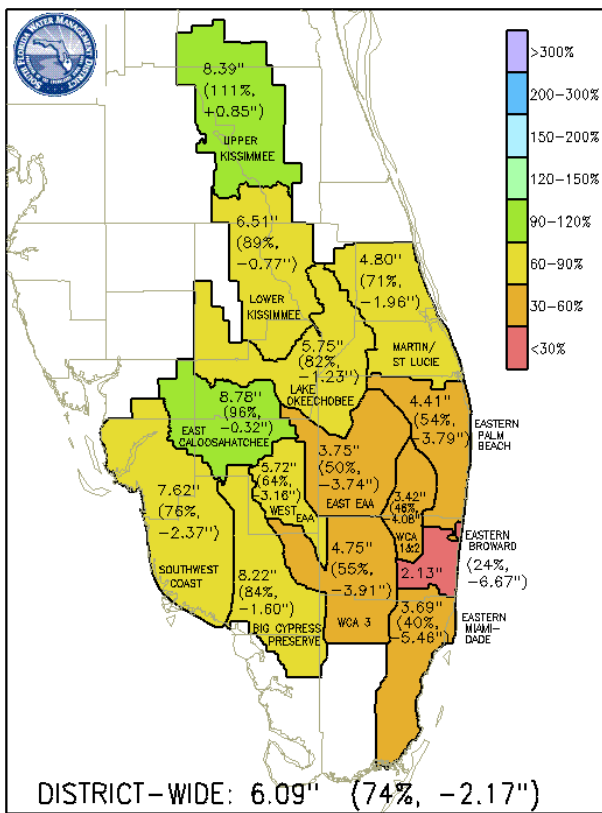 SOUTH FLORIDA WATER MANAGEMENT DISTRICT
8.39"
(111%,
+0.85")
UPPER
KISSIMMEE
6.51"
(89%,
-0.77")
LOWER
KISSIMMEE
4.80"
(71%,
-1.96")
MARTIN/
ST LUCIE
5.75"
(82%,
-1.23")
LAKE
OKEECHOBEE
8.78"
(96%,
-0.32")
EAST
CALOOSAHATCHEE
4.41"
(54%,
-3.79")
EASTERN
PALM
BEACH
3.75"
(50%,
-3.74")
EAST EAA
5.72"
(64%,
-3.16")
WEST EAA
3.42"
(46%,
-4.08")
WCA
1&2
7.62"
(76%,
-2.37")
SOUTHWEST
COAST
4.75"
(55%,
-3.91")
WCA 3
2.13"
EASTERN
BROWARD
(24%,
-6.67")
8.22"
(84%,
-1.60")
BIG CYPRESS
PRESERVE
3.69"
(40%,
-5.46")
EASTERN
MIAMI-
DADE
>300%
200-300%
150-200%
120-150%
90-120%
60-90%
30-60%
<30%
DISTRICT-WIDE: 6.09" (74%, -2.17")